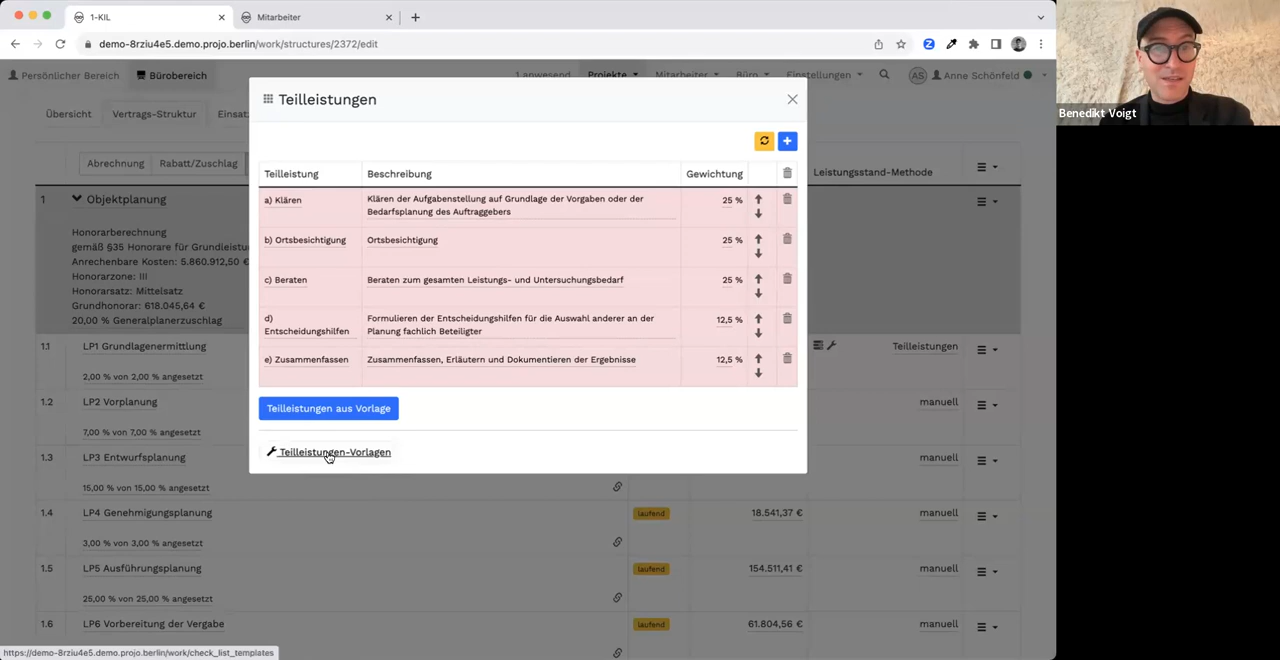 1-KIL
Mitarbeiter
demo-8rziu4e5.demo.projo.berlin/work/structures/2372/edit
Persönlicher Bereich
Bürobereich
1 anwesend
Projekte
Mitarbeiter
Büro
Einstellungen
AS
Anne Schönfeld
Benedikt Voigt
Übersicht
Vertrags-Struktur
Einsat
Abrechnung
Rabatt/Zuschlag
Leistungsstand-Methode
Teilleistungen
Teilleistung
Beschreibung
Gewichtung
a) Klären
Klären der Aufgabenstellung auf Grundlage der Vorgaben oder der
Bedarfsplanung des Auftraggebers
25 %
b) Ortsbesichtigung
Ortsbesichtigung
25 %
c) Beraten
Beraten zum gesamten Leistungs- und Untersuchungsbedarf
25 %
d)
Entscheidungshilfen
Formulieren der Entscheidungshilfen für die Auswahl anderer an der
Planung fachlich Beteiligter
12,5 %
e) Zusammenfassen
Zusammenfassen, Erläutern und Dokumentieren der Ergebnisse
12,5 %
Teilleistungen aus Vorlage
Teilleistungen-Vorlagen
1
Objektplanung
Honorarberechnung
gemäß §35 Honorare für Grundleistu
Anrechenbare Kosten: 5.860.912,50 €
Honorarzone: III
Honorarsatz: Mittelsatz
Grundhonorar: 618.045,64 €
20,00 % Generalplanerzuschlag
1.1
LP1 Grundlagenermittlung
Teilleistungen
2,00 % von 2,00 % angesetzt
1.2
LP2 Vorplanung
manuell
7,00 % von 7,00 % angesetzt
1.3
LP3 Entwurfsplanung
manuell
15,00 % von 15,00 % angesetzt
1.4
LP4 Genehmigungsplanung
laufend
18.541,37 €
manuell
3,00 % von 3,00 % angesetzt
1.5
LP5 Ausführungsplanung
laufend
154.511,41 €
manuell
25,00 % von 25,00 % angesetzt
1.6
LP6 Vorbereitung der Vergabe
laufend
61.804,56 €
manuell
https://demo-8rziu4e5.demo.projo.berlin/work/check_list_templates